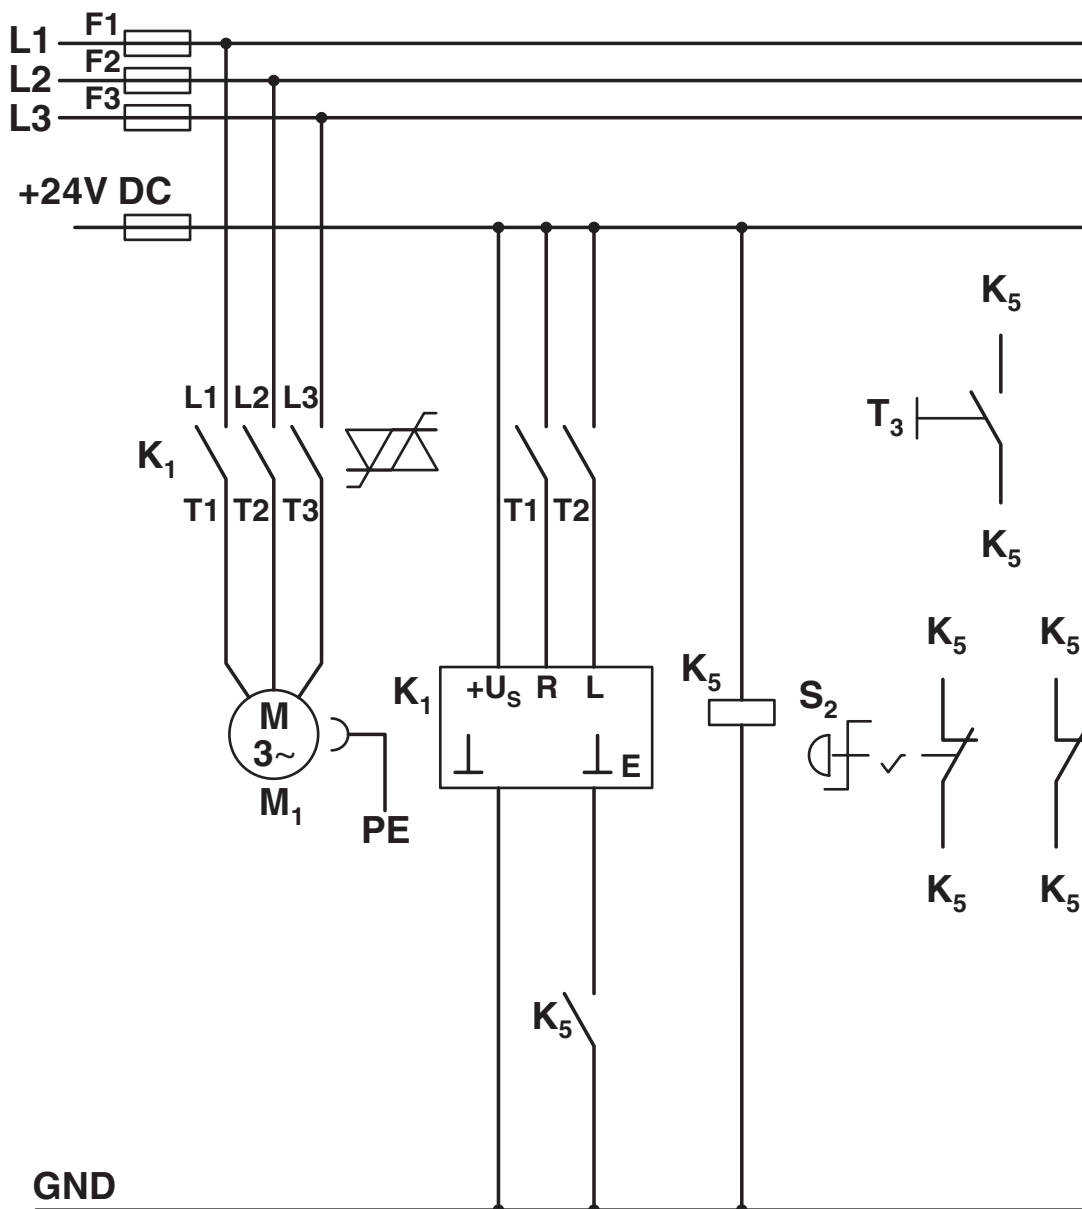 L1 F1
L2 F2
L3 F3
+24V DC
K5
L1 L2 L3
T3
K1
T1 T2 T3 T1 T2
K5
K5 K5
K1 +US R L K5 S2
M
3~
E
M1
PE
K5 K5
K5
GND